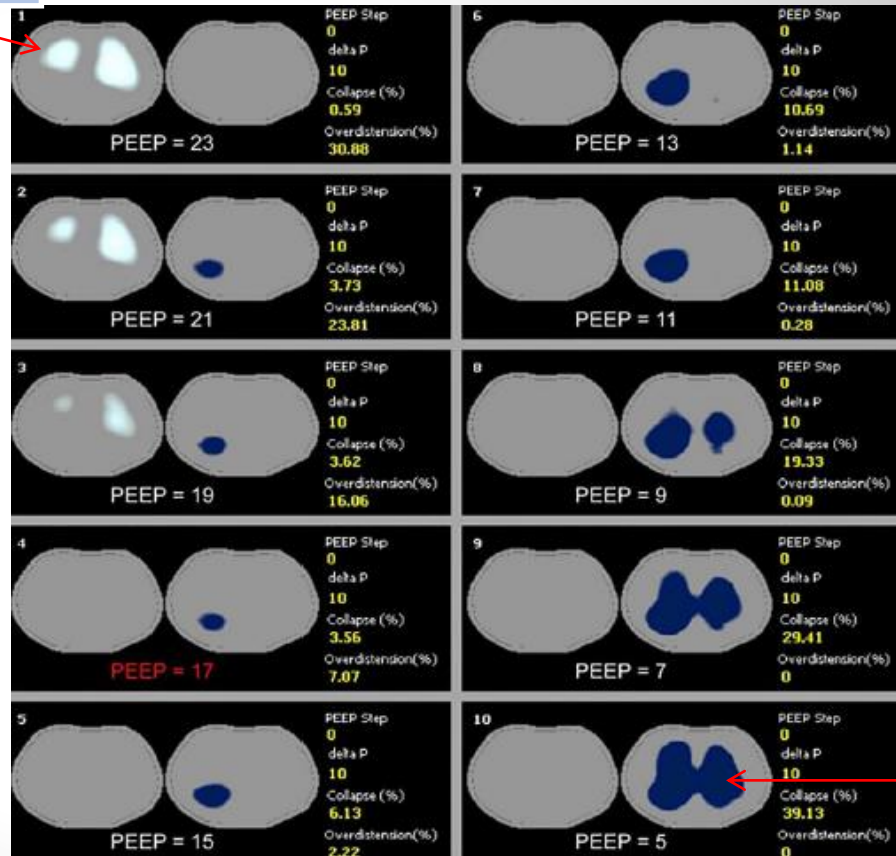 1
PEEP Step
0
delta P
10
Collapse (%)
0.59
Overdistension(%)
30.88
PEEP = 23
2
PEEP Step
0
delta P
10
Collapse (%)
3.73
Overdistension(%)
23.81
PEEP = 21
3
PEEP Step
0
delta P
10
Collapse (%)
3.62
Overdistension(%)
16.06
PEEP = 19
4
PEEP Step
0
delta P
10
Collapse (%)
3.56
Overdistension(%)
7.07
PEEP = 17
5
PEEP Step
0
delta P
10
Collapse (%)
6.13
Overdistension(%)
2.22
PEEP = 15
6
PEEP Step
0
delta P
10
Collapse (%)
10.69
Overdistension(%)
1.14
PEEP = 13
7
PEEP Step
0
delta P
10
Collapse (%)
11.08
Overdistension(%)
0.28
PEEP = 11
8
PEEP Step
0
delta P
10
Collapse (%)
19.33
Overdistension(%)
0.09
PEEP = 9
9
PEEP Step
0
delta P
10
Collapse (%)
29.41
Overdistension(%)
0
PEEP = 7
10
PEEP Step
0
delta P
10
Collapse (%)
39.13
Overdistension(%)
0
PEEP = 5